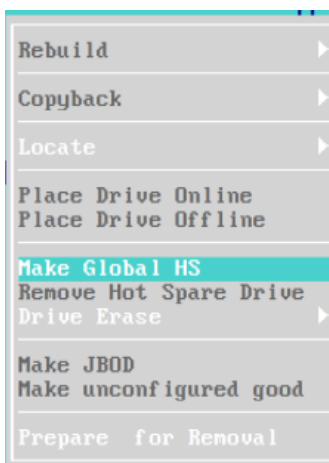 Rebuild
Copyback
Locate
Place Drive Online
Place Drive Offline
Make Global HS
Remove Hot Spare Drive
Drive Erase
Make JBOD
Make unconfigured good
Prepare for Removal